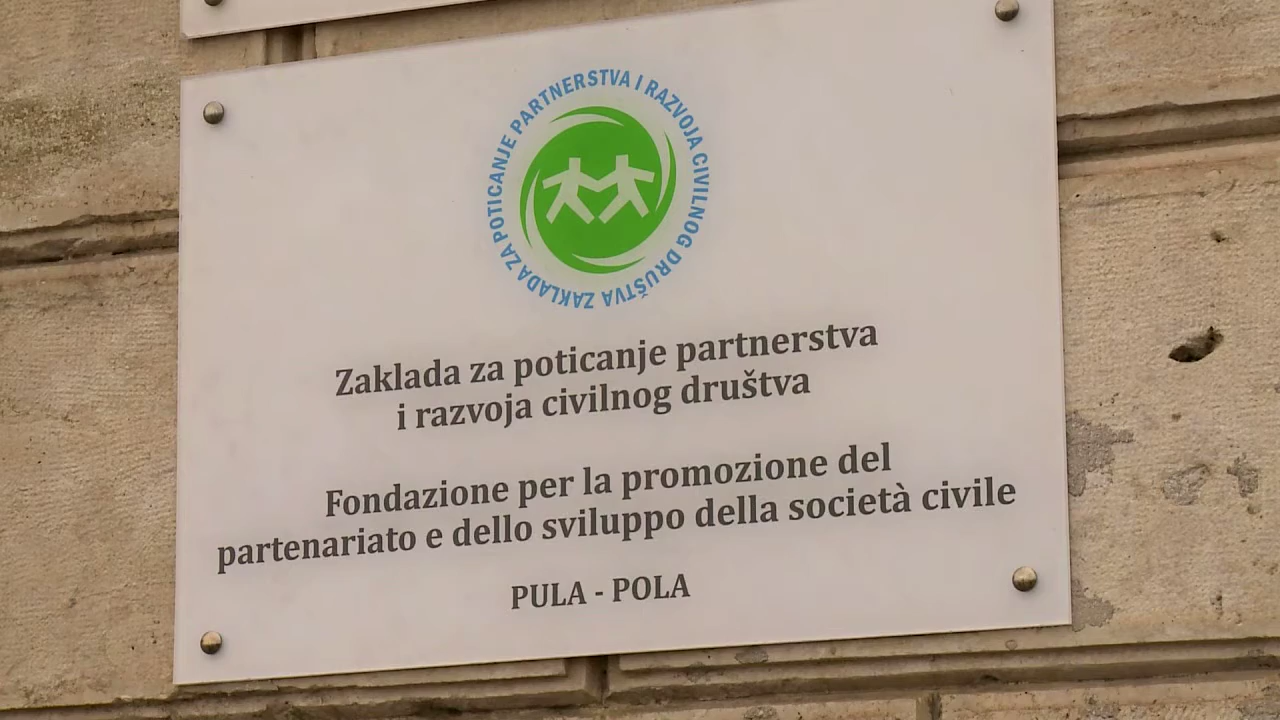 ZAKLADA ZA POTICANJE PARTNERSTVA I RAZVOJA CIVILNOG DRUŠTVA
Zaklada za poticanje partnerstva
i razvoja civilnog društva
Fondazione per la promozione del
partenariato e dello sviluppo della società civile
PULA - POLA